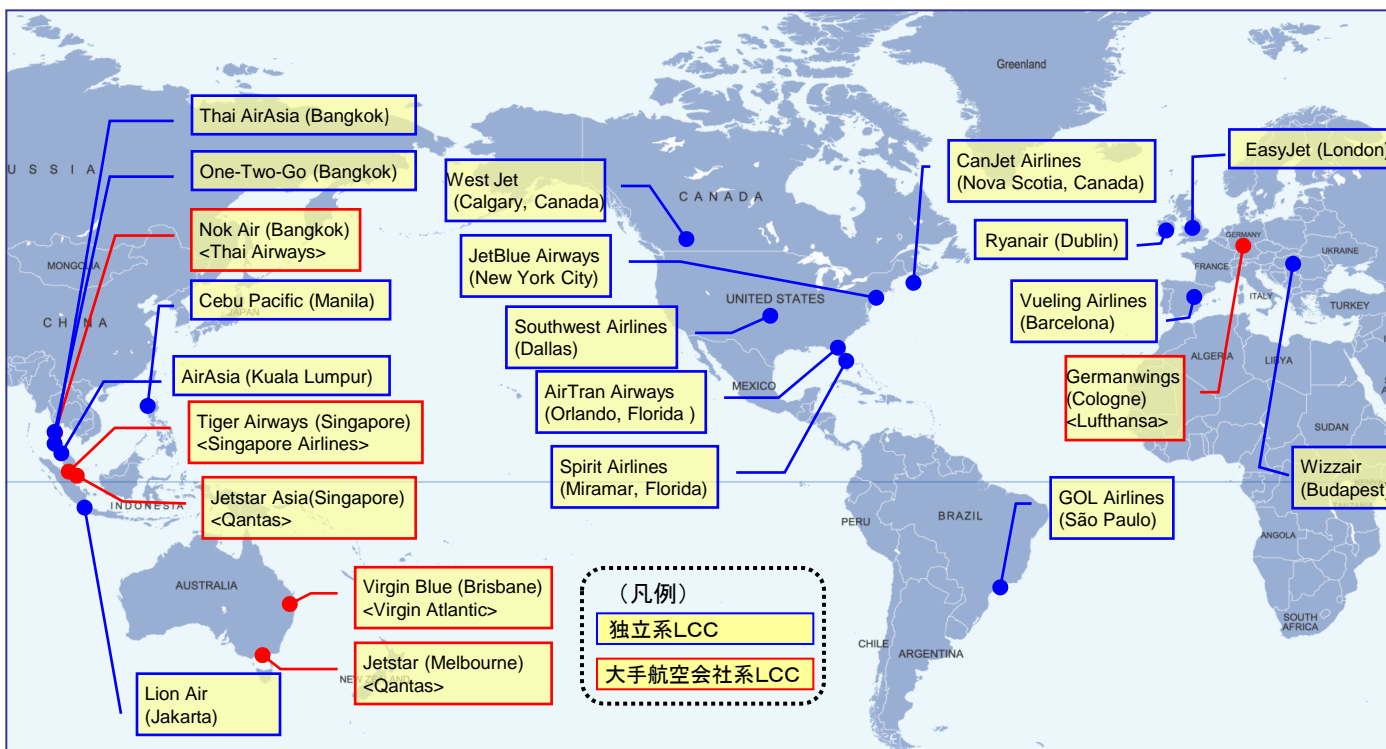 Greenland
Thai AirAsia (Bangkok)
One-Two-Go (Bangkok)
Nok Air (Bangkok)
<Thai Airways>
Cebu Pacific (Manila)
AirAsia (Kuala Lumpur)
Tiger Airways (Singapore)
<Singapore Airlines>
Jetstar Asia(Singapore)
<Qantas>
Virgin Blue (Brisbane)
<Virgin Atlantic>
Jetstar (Melbourne)
<Qantas>
Lion Air
(Jakarta)
West Jet
(Calgary, Canada)
JetBlue Airways
(New York City)
Southwest Airlines
(Dallas)
AirTran Airways
(Orlando, Florida )
Spirit Airlines
(Miramar, Florida)
CanJet Airlines
(Nova Scotia, Canada)
EasyJet (London)
Ryanair (Dublin)
Vueling Airlines
(Barcelona)
Germanwings
(Cologne)
<Lufthansa>
Wizzair
(Budapest)
GOL Airlines
(São Paulo)
(凡例)
独立系LCC
大手航空会社系LCC
RUSSIA
MONGOLIA
CHINA
JAPAN
INDONESIA
AUSTRALIA
NEW ZEALAND
CANADA
UNITED STATES
MEXICO
PERU
BRAZIL
CHILE
ARGENTINA
GERMANY
FRANCE
UKRAINE
ITALY
TURKEY
ALGERIA
LIBYA
SUDAN
KENYA
TANZANIA
ANGOLA
SOUTH
AFRICA